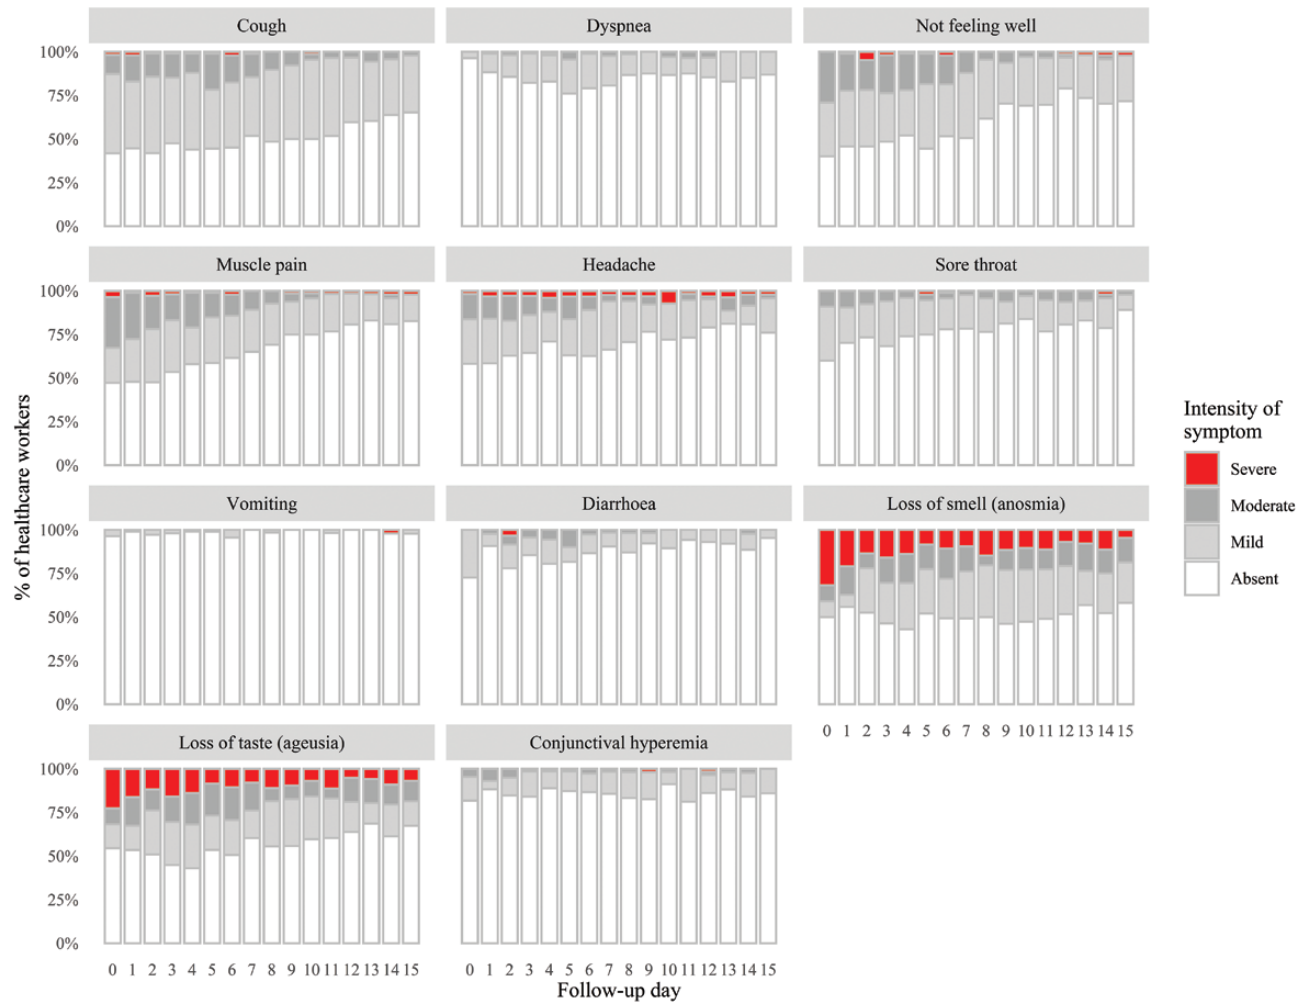 Cough
Dyspnea
Not feeling well
100%
75%
50%
25%
0%
Muscle pain
Headache
Sore throat
100%
75%
50%
25%
0%
Vomiting
Diarrhoea
Loss of smell (anosmia)
100%
75%
50%
25%
0%
0 1 2 3 4 5 6 7 8 9 10 11 12 13 14 15
Loss of taste (ageusia)
Conjunctival hyperemia
100%
75%
50%
25%
0%
0 1 2 3 4 5 6 7 8 9 10 11 12 13 14 15
0 1 2 3 4 5 6 7 8 9 10 11 12 13 14 15
Follow-up day
% of healthcare workers
Intensity of
symptom
Severe
Moderate
Mild
Absent